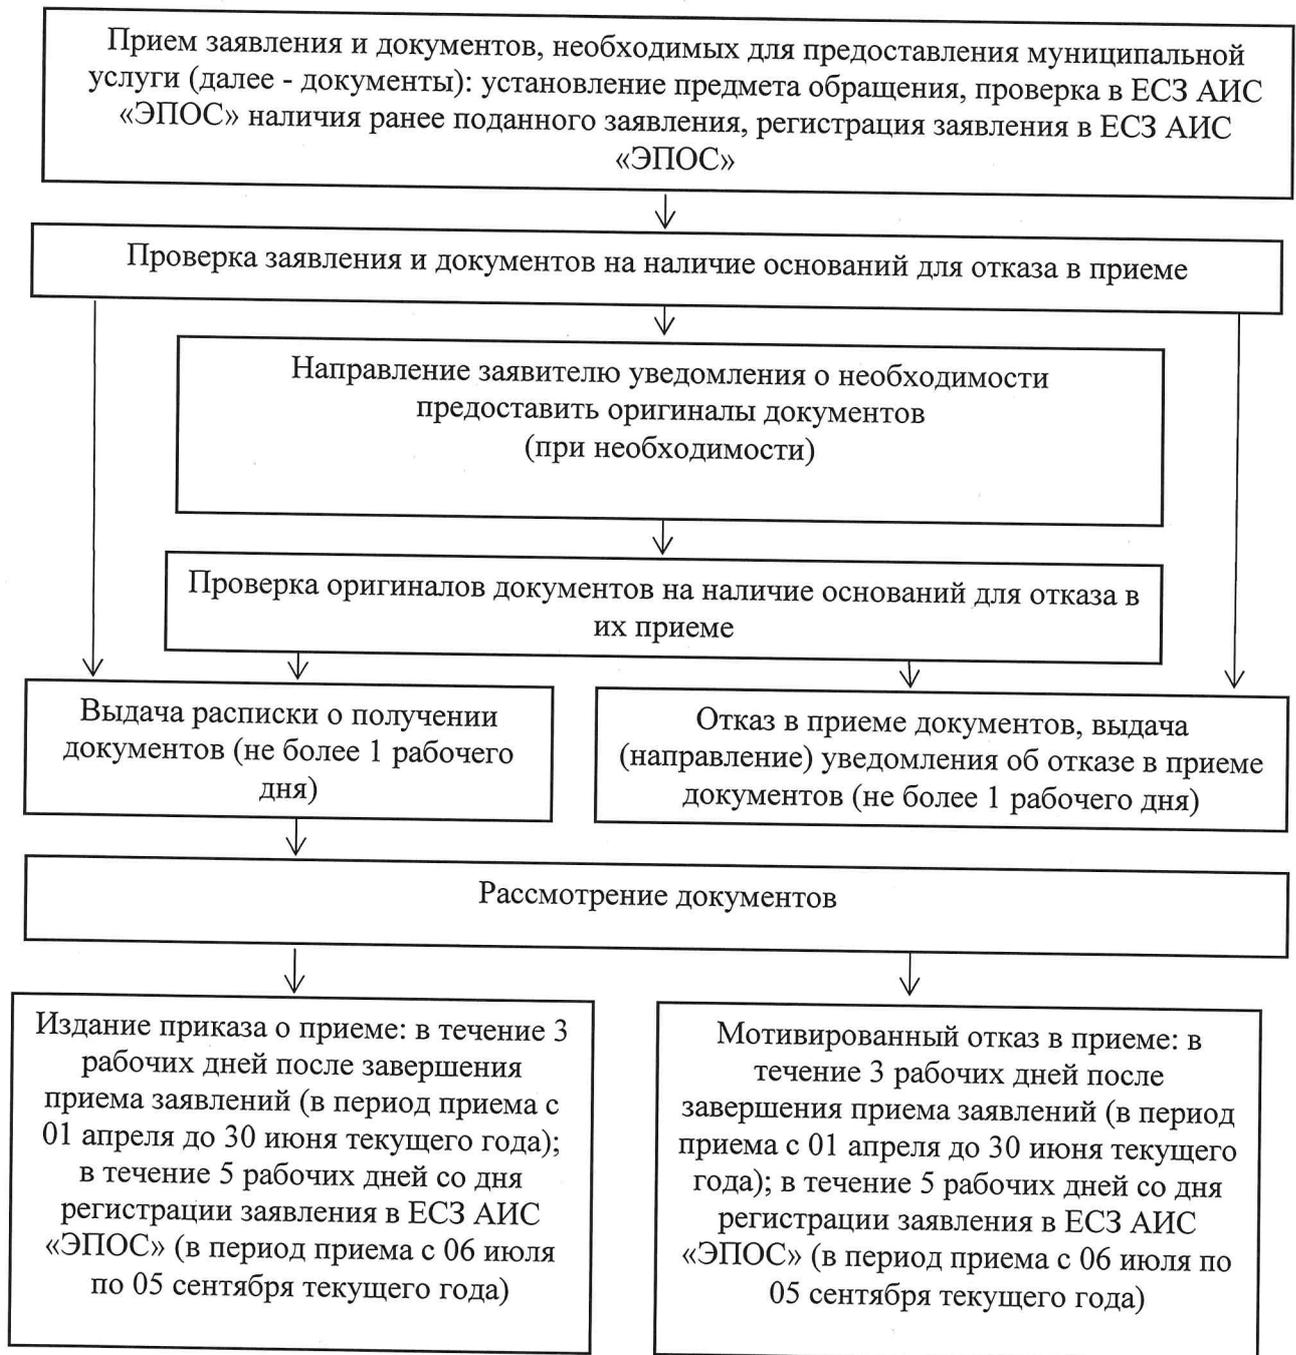 Прием заявления и документов, необходимых для предоставления муниципальной
услуги (далее - документы): установление предмета обращения, проверка в ЕСЗ АИС
«ЭПОС» наличия ранее поданного заявления, регистрация заявления в ЕСЗ АИС
«ЭПОС»
Проверка заявления и документов на наличие оснований для отказа в приеме
Направление заявителю уведомления о необходимости
предоставить оригиналы документов
(при необходимости)
Проверка оригиналов документов на наличие оснований для отказа в
их приеме
Выдача расписки о получении
документов (не более 1 рабочего
дня)
Отказ в приеме документов, выдача
(направление) уведомления об отказе в приеме
документов (не более 1 рабочего дня)
Рассмотрение документов
Издание приказа о приеме: в течение 3
рабочих дней после завершения
приема заявлений (в период приема с
01 апреля до 30 июня текущего года);
в течение 5 рабочих дней со дня
регистрации заявления в ЕСЗ АИС
«ЭПОС» (в период приема с 06 июля
по 05 сентября текущего года)
Мотивированный отказ в приеме: в
течение 3 рабочих дней после
завершения приема заявлений (в период
приема с 01 апреля до 30 июня текущего
года); в течение 5 рабочих дней со дня
регистрации заявления в ЕСЗ АИС
«ЭПОС» (в период приема с 06 июля по
05 сентября текущего года)